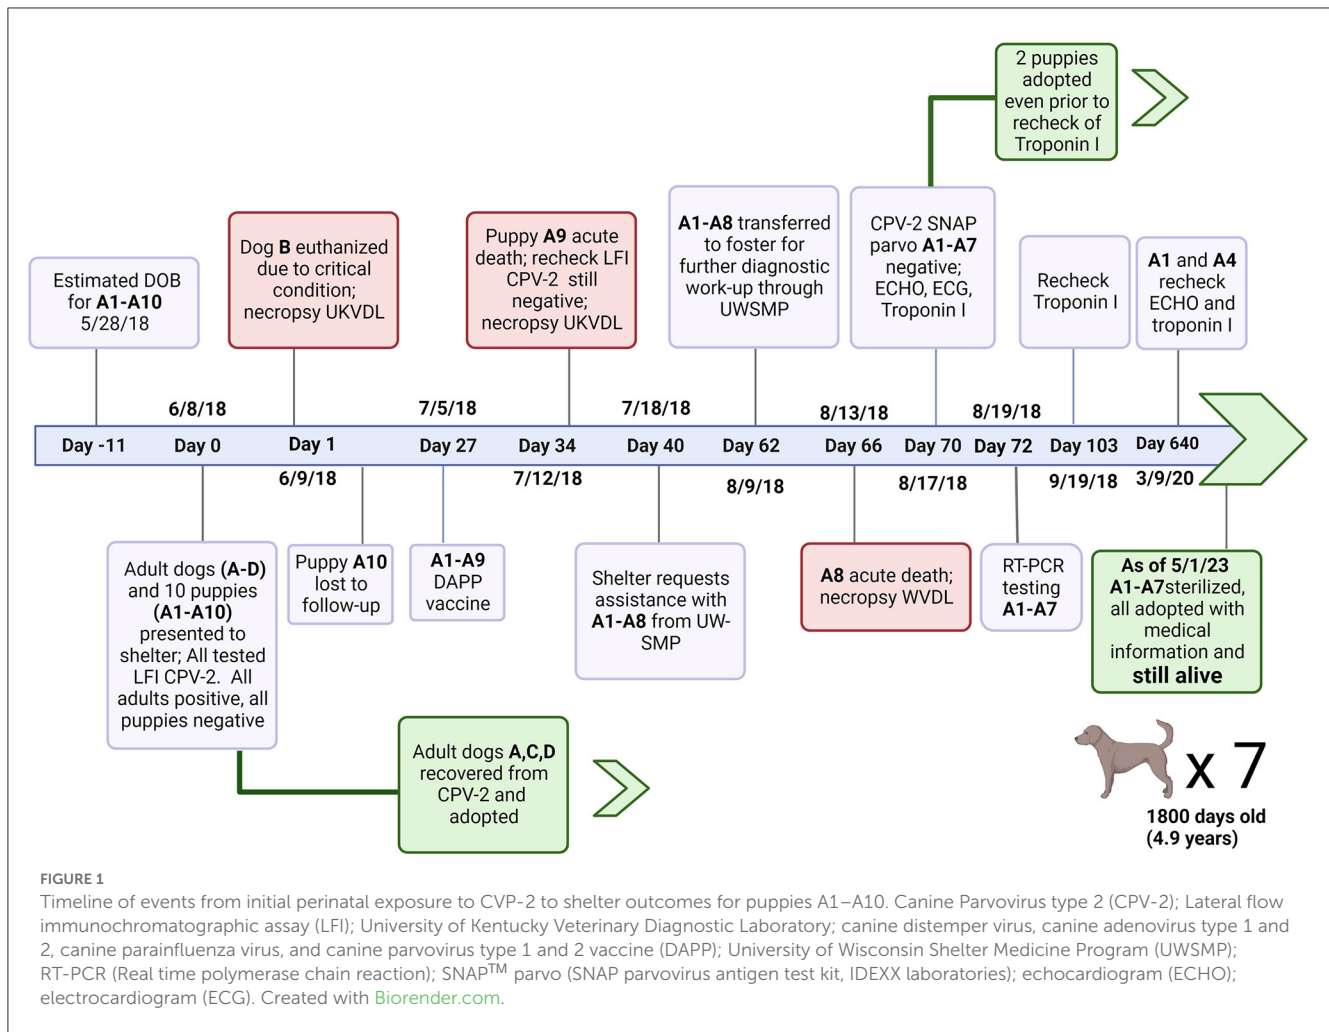 2 puppies
adopted
even prior to
recheck of
Troponin I
Estimated DOB
for A1-A10
5/28/18
Dog B euthanized
due to critical
condition;
necropsy UKVDL
Puppy A9 acute
death; recheck LFI
CPV-2 still
negative;
necropsy UKVDL
A1-A8 transferred
to foster for
further diagnostic
work-up through
UWSMP
CPV-2 SNAP
parvo A1-A7
negative;
ECHO, ECG,
Troponin I
Recheck
Troponin I
A1 and A4
recheck
ECHO and
troponin I
6/8/18
7/5/18
7/18/18
8/13/18
8/19/18
Day -11
Day 0
Day 1
Day 27
Day 34
Day 40
Day 62
Day 66
Day 70
Day 72
Day 103
Day 640
6/9/18
7/12/18
8/9/18
8/17/18
9/19/18
3/9/20
Adult dogs (A-D)
and 10 puppies
(A1-A10)
presented to
shelter; All tested
LFI CPV-2. All
adults positive, all
puppies negative
Puppy A10
lost to
follow-up
A1-A9
DAPP
vaccine
Shelter requests
assistance with
A1-A8 from UW-
SMP
A8 acute death;
necropsy WVDL
RT-PCR
testing
A1-A7
As of 5/1/23
A1-A7sterilized,
all adopted with
medical
information and
still alive
Adult dogs A,C,D
recovered from
CPV-2 and
adopted
x 7
1800 days old
(4.9 years)
FIGURE 1
Timeline of events from initial perinatal exposure to CVP-2 to shelter outcomes for puppies A1–A10. Canine Parvovirus type 2 (CPV-2); Lateral flow
immunochromatographic assay (LFI); University of Kentucky Veterinary Diagnostic Laboratory; canine distemper virus, canine adenovirus type 1 and
2, canine parainfluenza virus, and canine parvovirus type 1 and 2 vaccine (DAPP); University of Wisconsin Shelter Medicine Program (UWSMP);
RT-PCR (Real time polymerase chain reaction); SNAP™ parvo (SNAP parvovirus antigen test kit, IDEXX laboratories); echocardiogram (ECHO);
electrocardiogram (ECG). Created with Biorender.com.